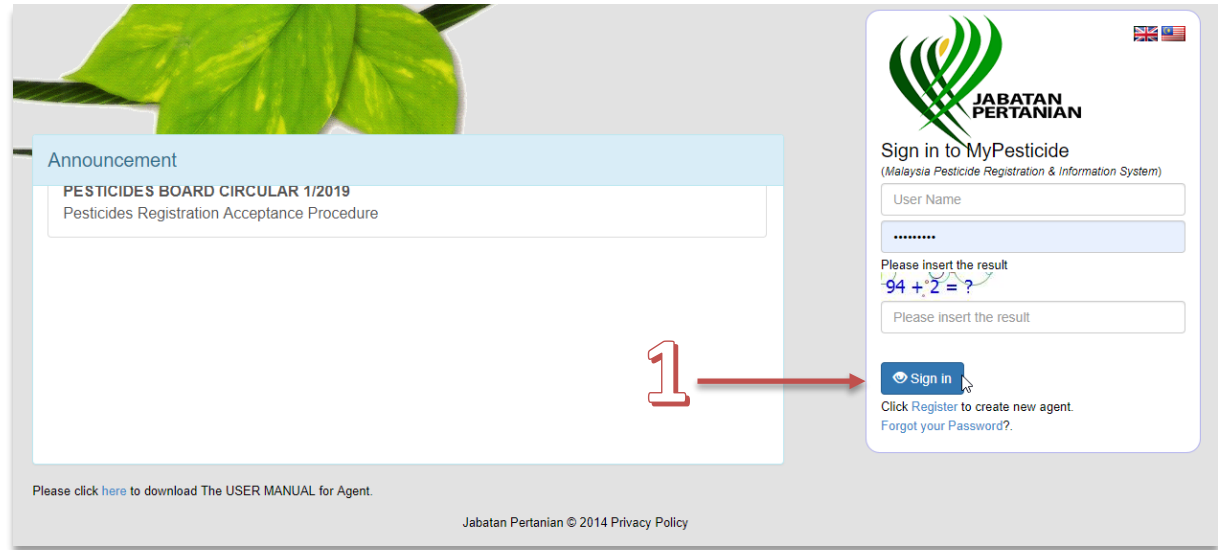 Announcement
PESTICIDES BOARD CIRCULAR 1/2019
Pesticides Registration Acceptance Procedure
1
Please click here to download The USER MANUAL for Agent.
JABATAN
PERTANIAN
Sign in to MyPesticide
(Malaysia Pesticide Registration & Information System)
User Name
•••••••••
Please insert the result
94 + 2 = ?
Please insert the result
Sign in
Click Register to create new agent.
Forgot your Password?.
Jabatan Pertanian © 2014 Privacy Policy